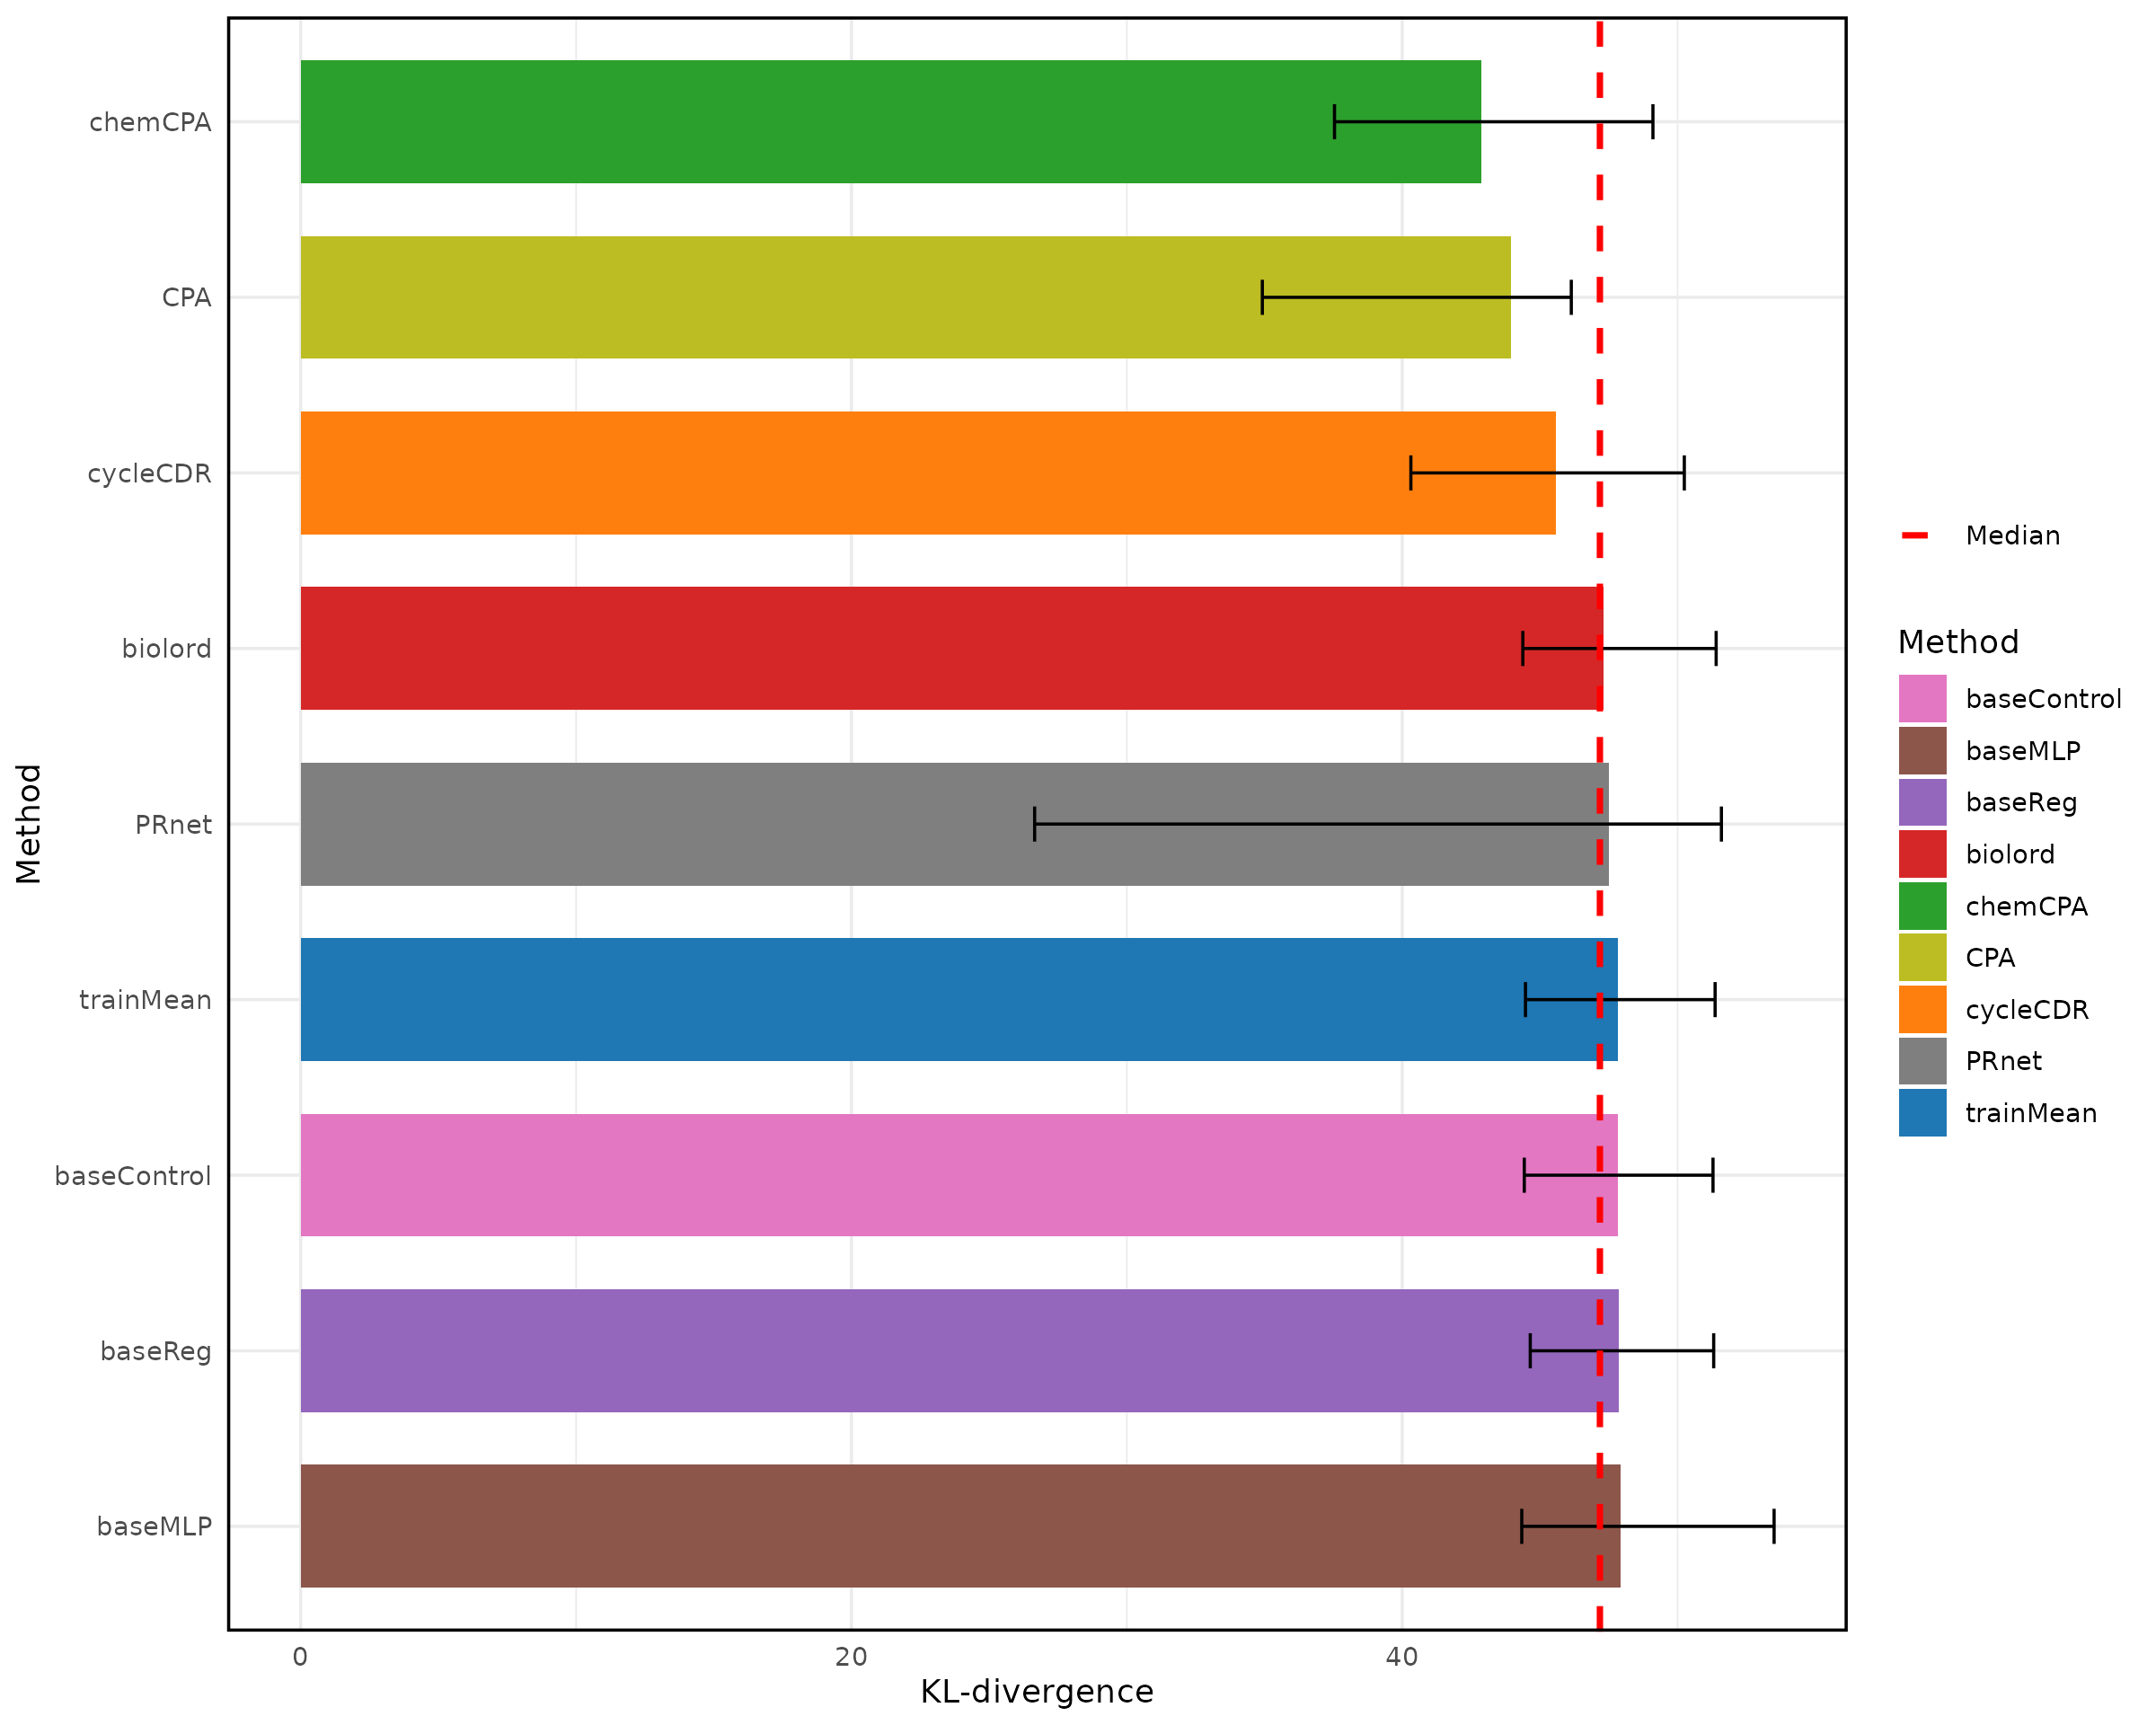 chemCPA
CPA
cycleCDR
biolord
PRnet
trainMean
baseControl
baseReg
baseMLP
Method
0 20 40
KL-divergence
Median
Method
baseControl
baseMLP
baseReg
biolord
chemCPA
CPA
cycleCDR
PRnet
trainMean